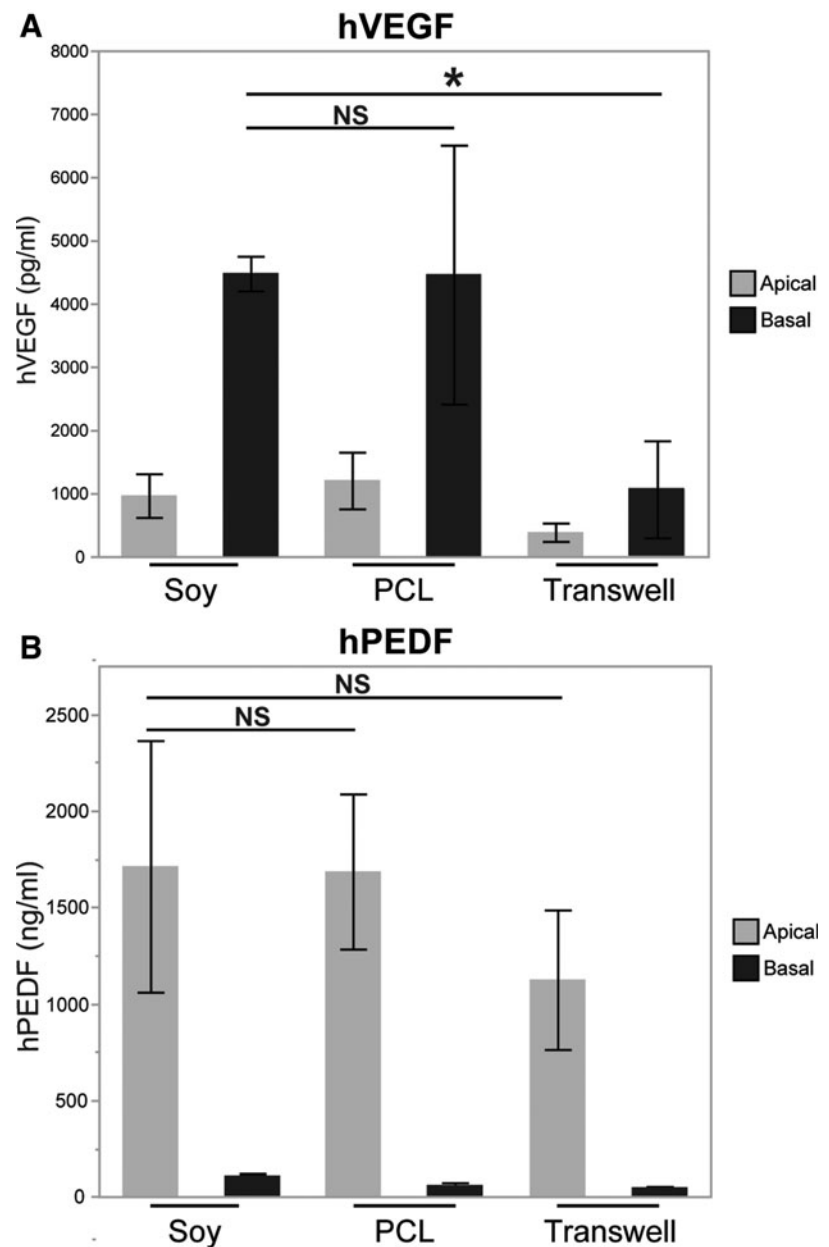 A
hVEGF
8000
7000
6000
5000
4000
3000
2000
1000
0
hVEGF (pg/ml)
*
NS
Apical
Basal
Soy PCL Transwell
B
hPEDF
2500
2000
1500
1000
500
0
hPEDF (ng/ml)
NS
NS
Apical
Basal
Soy PCL Transwell